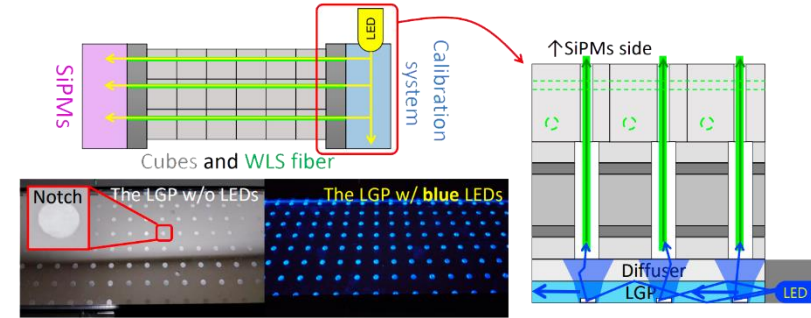 LED
SiPMs
Calibration
system
Cubes and WLS fiber
Notch
The LGP w/o LEDs
The LGP w/ blue LEDs
↑SiPMs side
Diffuser
LGP
LED